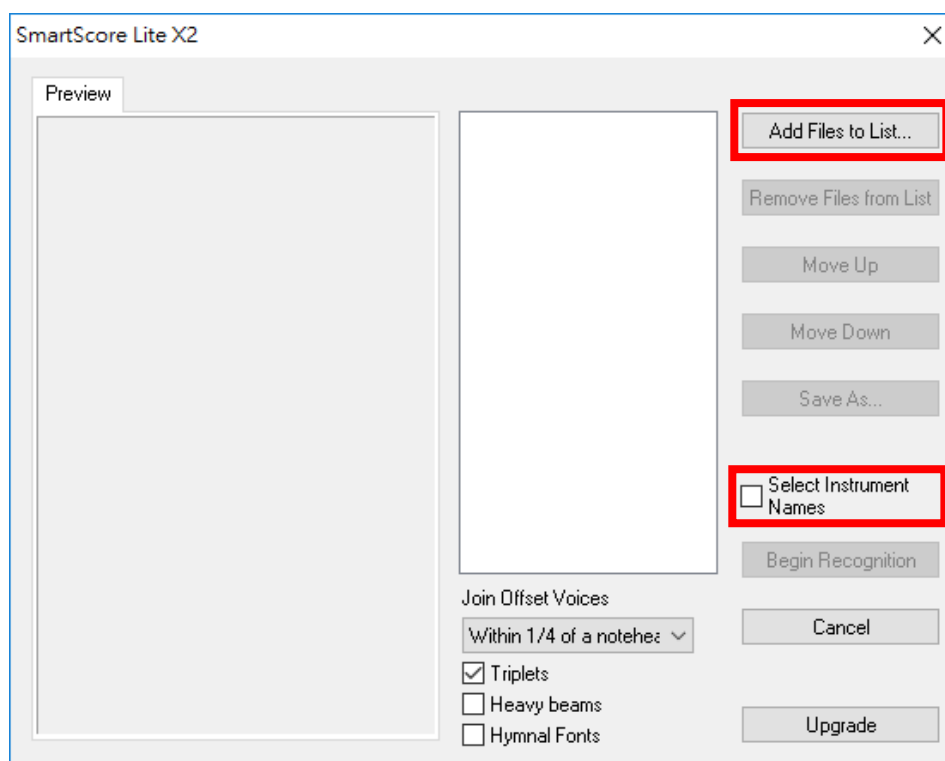 SmartScore Lite X2
Preview
Add Files to List...
Remove Files from List
Move Up
Move Down
Save As...
Select Instrument
Names
Begin Recognition
Join Offset Voices
Within 1/4 of a notehea
Cancel
Triplets
Heavy beams
Hymnal Fonts
Upgrade